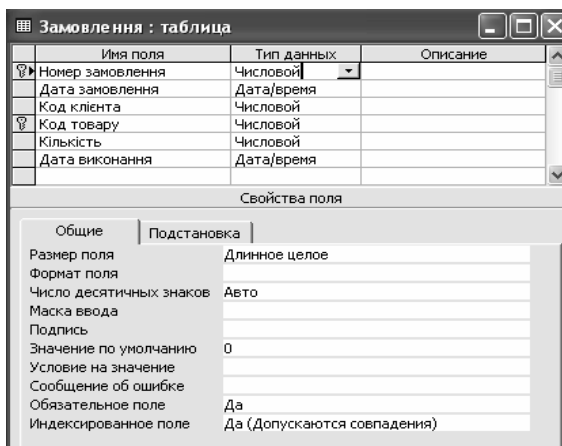 Замовлення : таблица
Имя поля Тип данных Описание
Номер замовлення Числовой
Дата замовлення Дата/время
Код клієнта Числовой
Код товару Числовой
Кількість Числовой
Дата виконання Дата/время
Свойства поля
Общие Подстановка
Размер поля Длинное целое
Формат поля
Число десятичных знаков Авто
Маска ввода
Подпись
Значение по умолчанию 0
Условие на значение
Сообщение об ошибке
Обязательное поле Да
Индексированное поле Да (Допускаются совпадения)